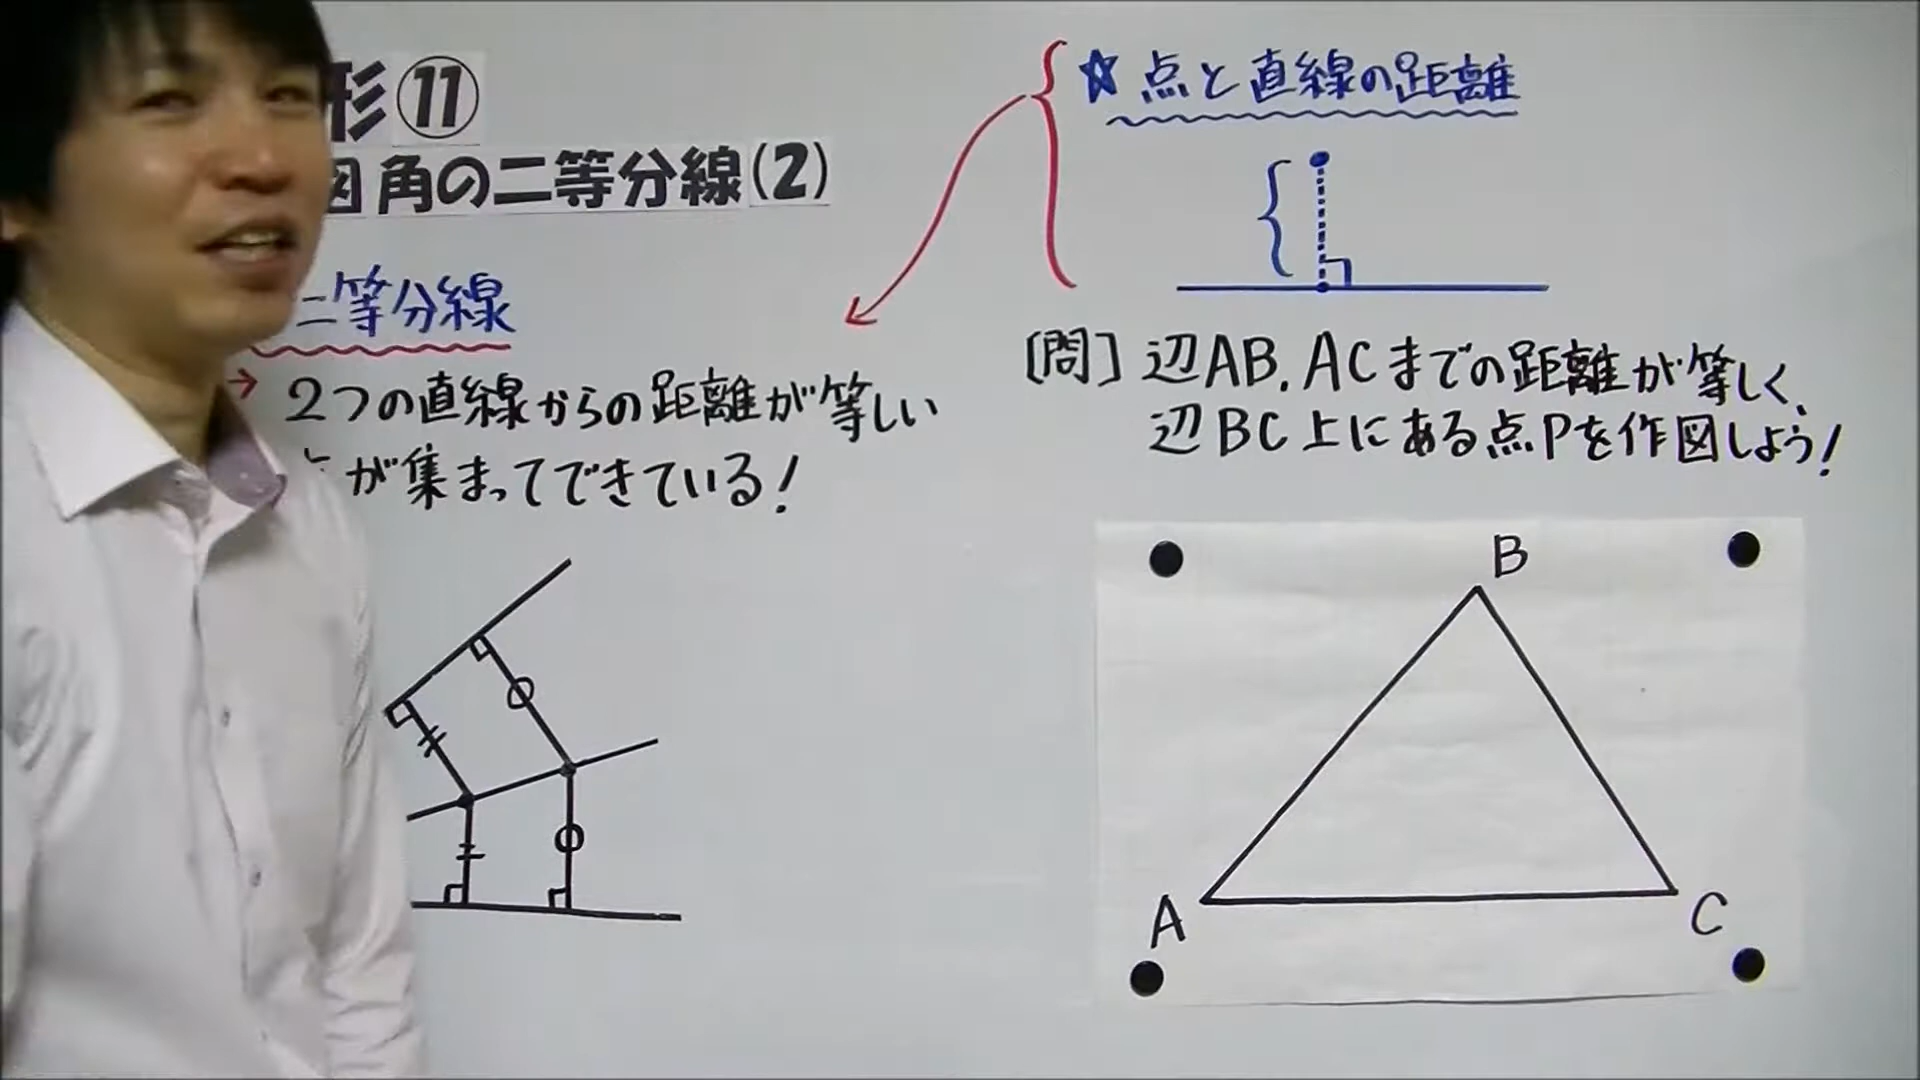 形⑪
図 角の二等分線(2)
二等分線
→ 2つの直線からの距離が等しい
が集まってできている!
☆ 点と直線の距離
[問] 辺AB, ACまでの距離が等しく、
辺BC上にある点Pを作図しよう!
B
A
C